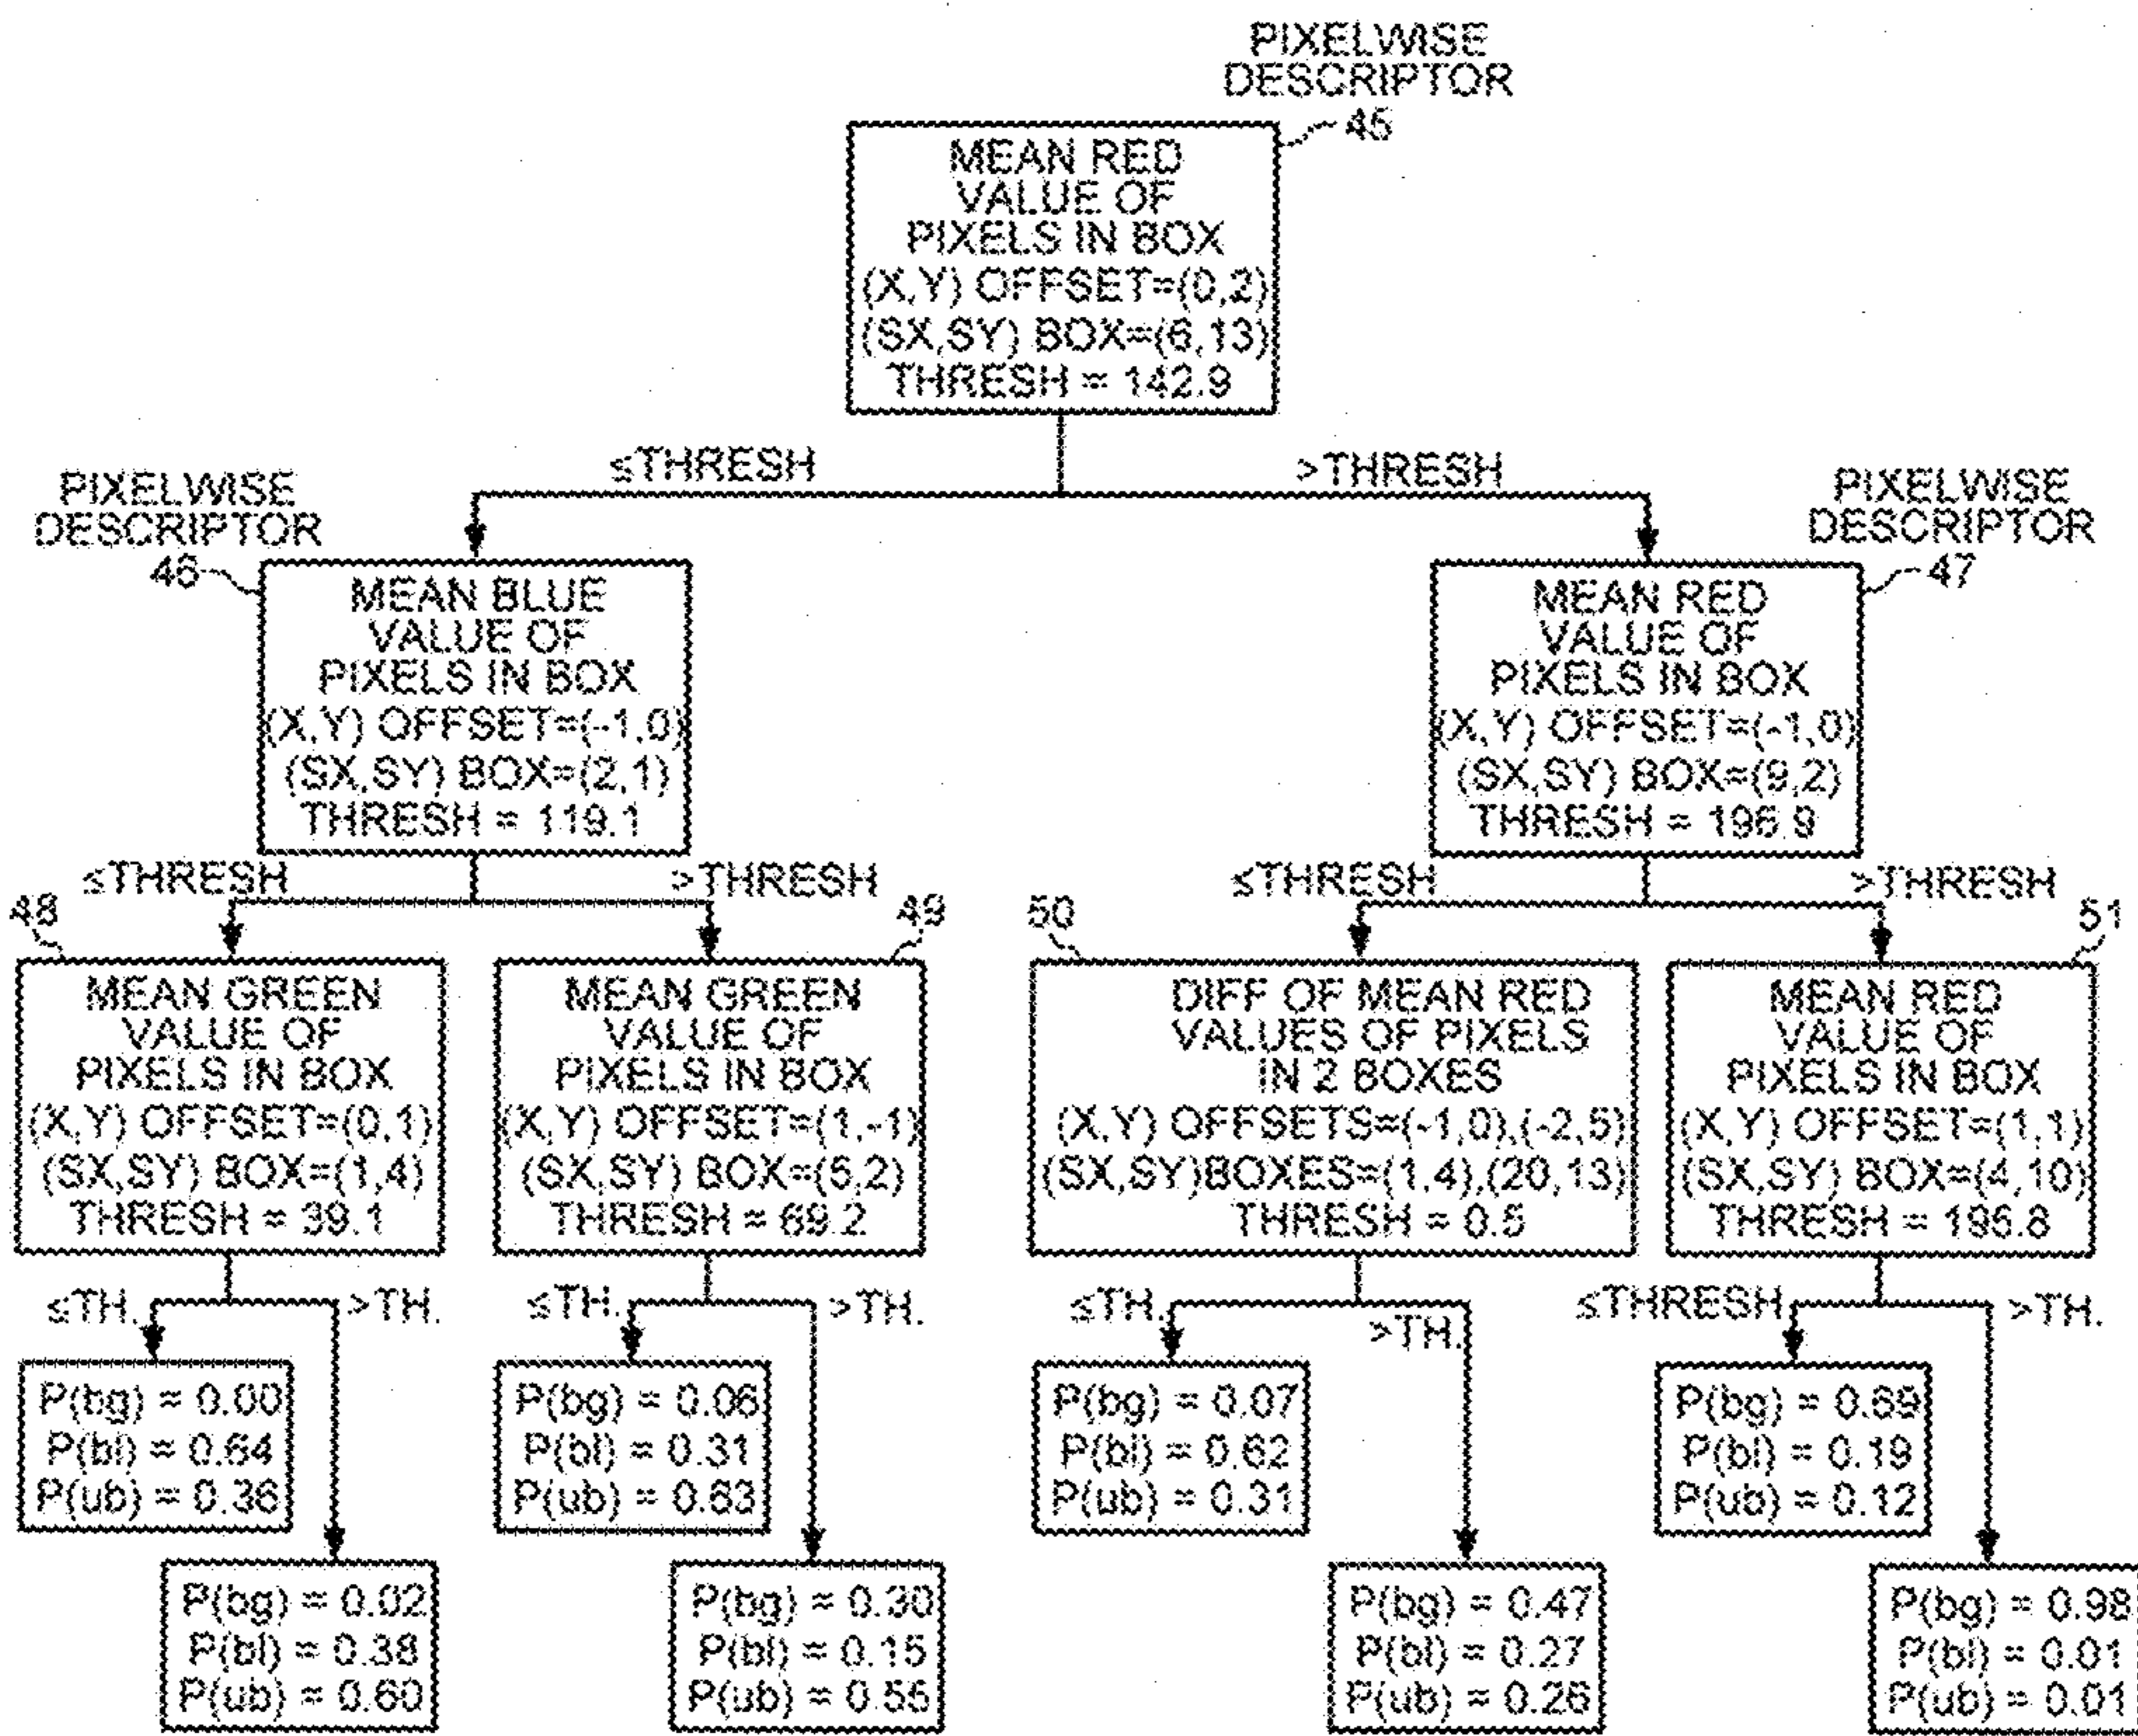 PIXELWISE
DESCRIPTOR
45
MEAN RED
VALUE OF
PIXELS IN BOX
(X,Y) OFFSET=(0,2)
(SX,SY) BOX=(6,13)
THRESH = 142.9
≤THRESH
>THRESH
PIXELWISE
DESCRIPTOR
46
MEAN BLUE
VALUE OF
PIXELS IN BOX
(X,Y) OFFSET=(-1,0)
(SX,SY) BOX=(2,1)
THRESH = 119.1
PIXELWISE
DESCRIPTOR
47
MEAN RED
VALUE OF
PIXELS IN BOX
(X,Y) OFFSET=(-1,0)
(SX,SY) BOX=(9,2)
THRESH = 196.9
≤THRESH
>THRESH
≤THRESH
>THRESH
48
MEAN GREEN
VALUE OF
PIXELS IN BOX
(X,Y) OFFSET=(0,1)
(SX,SY) BOX=(1,4)
THRESH = 39.1
49
MEAN GREEN
VALUE OF
PIXELS IN BOX
(X,Y) OFFSET=(1,-1)
(SX,SY) BOX=(5,2)
THRESH = 69.2
50
DIFF OF MEAN RED
VALUES OF PIXELS
IN 2 BOXES
(X,Y) OFFSETS=(-1,0),(-2,5)
(SX,SY)BOXES=(1,4),(20,13)
THRESH = 0.5
51
MEAN RED
VALUE OF
PIXELS IN BOX
(X,Y) OFFSET=(1,1)
(SX,SY) BOX=(4,10)
THRESH = 195.8
≤TH.
>TH.
≤TH.
>TH.
≤TH.
>TH.
≤THRESH
>TH.
P(bg) = 0.00
P(bl) = 0.64
P(ub) = 0.36
P(bg) = 0.06
P(bl) = 0.31
P(ub) = 0.63
P(bg) = 0.07
P(bl) = 0.62
P(ub) = 0.31
P(bg) = 0.69
P(bl) = 0.19
P(ub) = 0.12
P(bg) = 0.02
P(bl) = 0.38
P(ub) = 0.60
P(bg) = 0.30
P(bl) = 0.15
P(ub) = 0.55
P(bg) = 0.47
P(bl) = 0.27
P(ub) = 0.26
P(bg) = 0.98
P(bl) = 0.01
P(ub) = 0.01